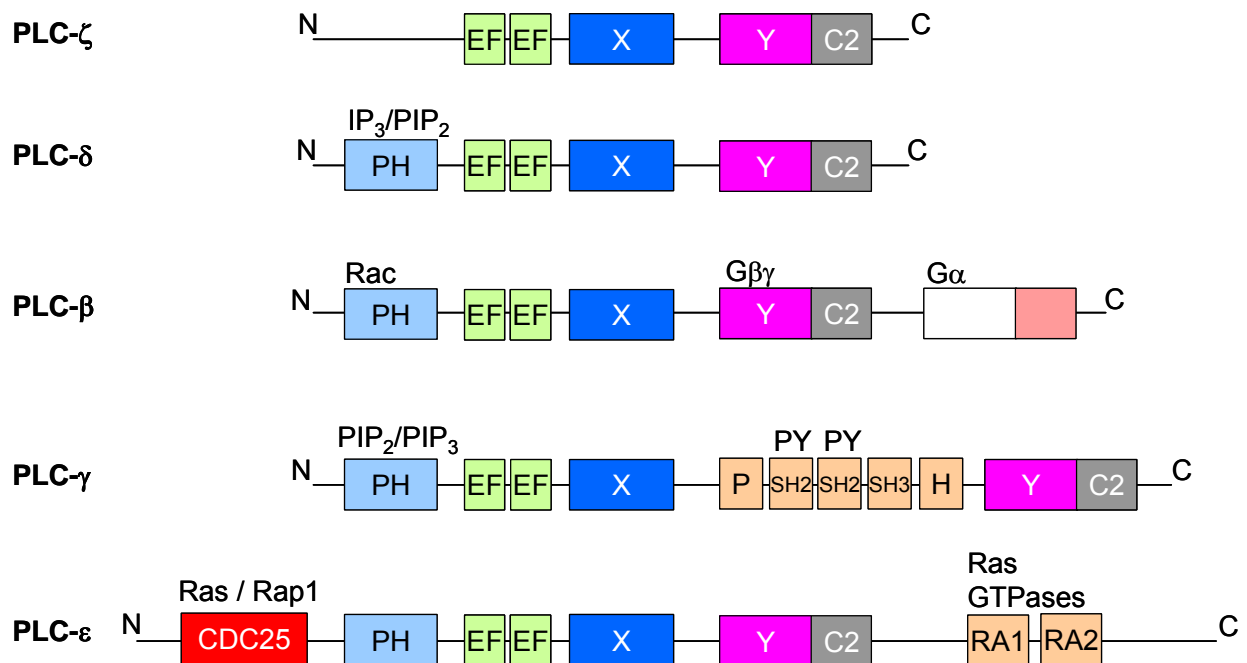 PLC-ζ N EF EF X Y C2 C
IP₃/PIP₂
PLC-δ N PH EF EF X Y C2 C
Rac Gβγ Gα
PLC-β N PH EF EF X Y C2 C
PIP₂/PIP₃ PY PY
PLC-γ N PH EF EF X P SH2 SH2 SH3 H Y C2 C
Ras / Rap1 Ras
GTPases
PLC-ε N CDC25 PH EF EF X Y C2 RA1 RA2 C